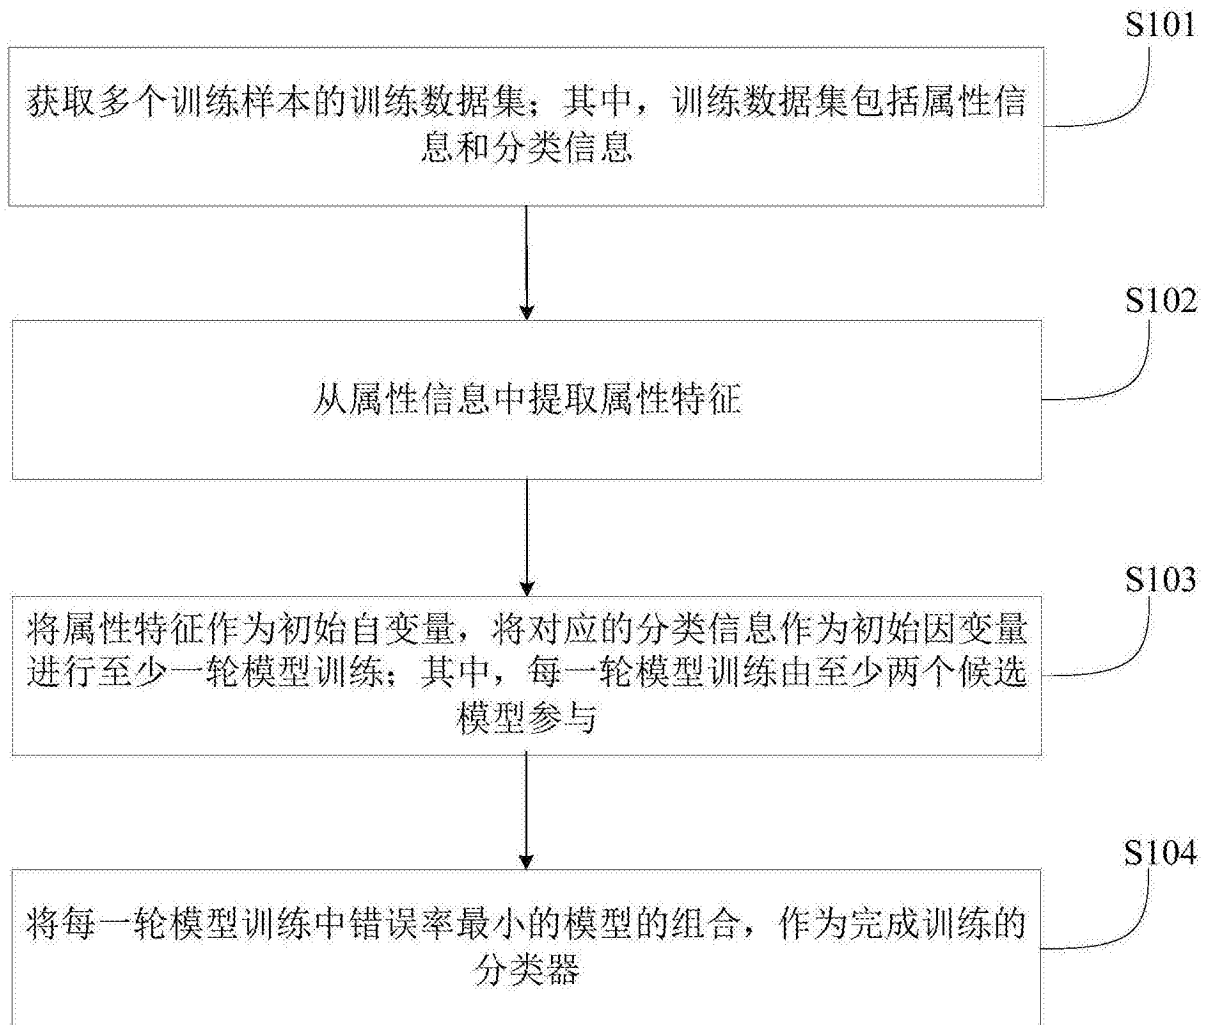 S101
获取多个训练样本的训练数据集；其中，训练数据集包括属性信
息和分类信息
S102
从属性信息中提取属性特征
S103
将属性特征作为初始自变量，将对应的分类信息作为初始因变量
进行至少一轮模型训练；其中，每一轮模型训练由至少两个候选
模型参与
S104
将每一轮模型训练中错误率最小的模型的组合，作为完成训练的
分类器